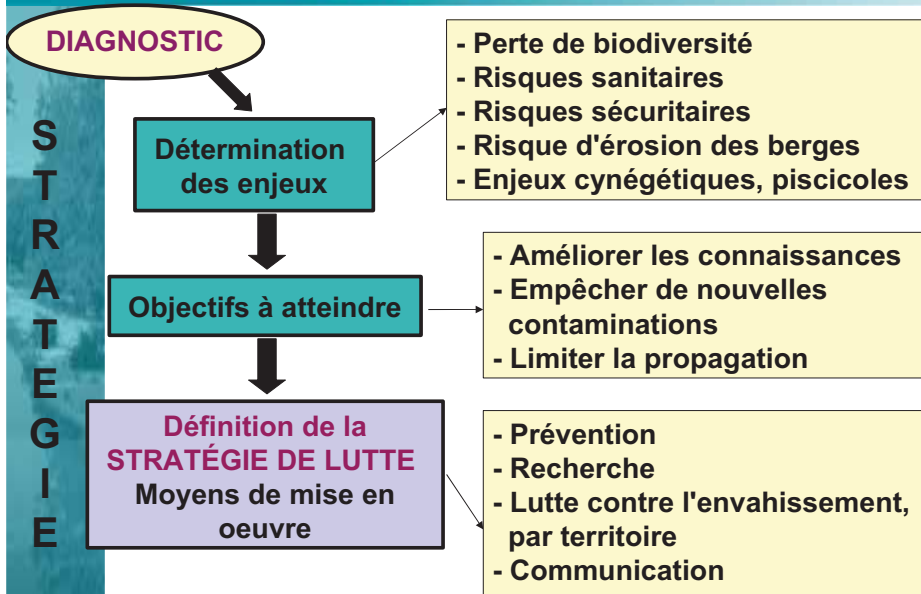 DIAGNOSTIC
STRATEGIE
Détermination
des enjeux
- Perte de biodiversité
- Risques sanitaires
- Risques sécuritaires
- Risque d'érosion des berges
- Enjeux cynégétiques, piscicoles
Objectifs à atteindre
- Améliorer les connaissances
- Empêcher de nouvelles
contaminations
- Limiter la propagation
Définition de la
STRATÉGIE DE LUTTE
Moyens de mise en
oeuvre
- Prévention
- Recherche
- Lutte contre l'envahissement,
par territoire
- Communication